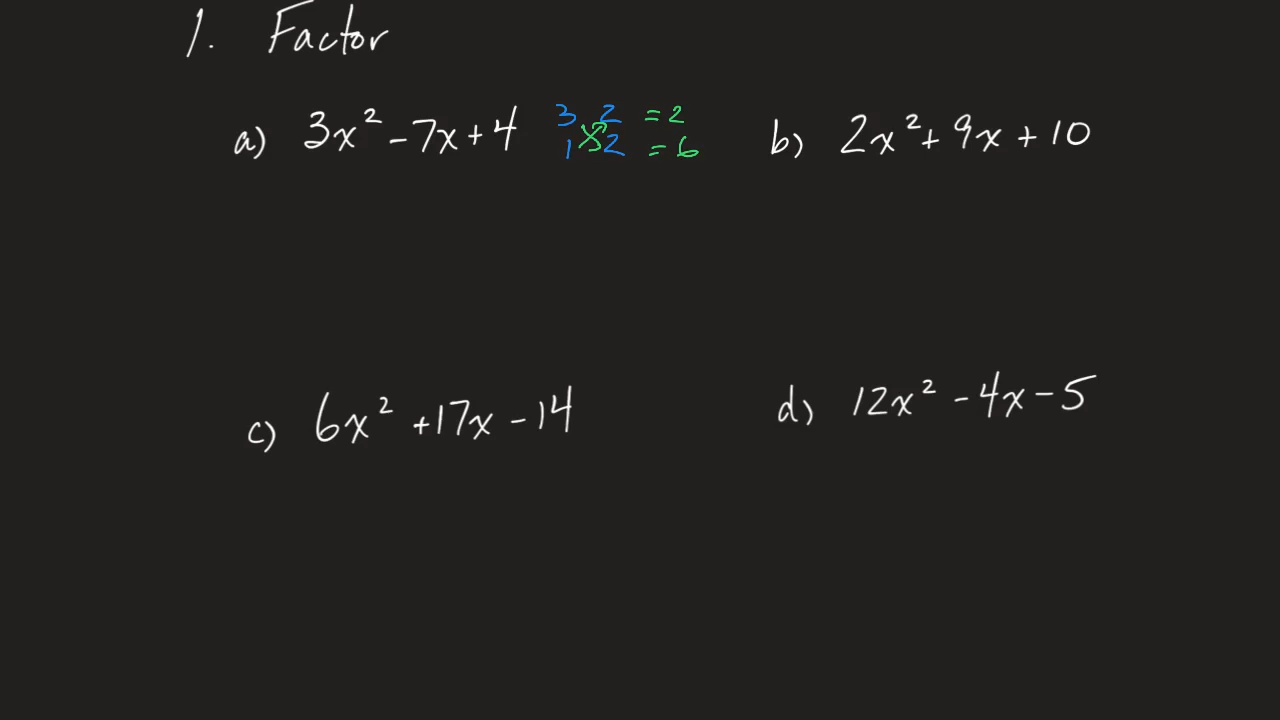 1. Factor
a) 3x² - 7x + 4 3 2 = 2
1 2 = 6
b) 2x² + 9x + 10
c) 6x² + 17x - 14
d) 12x² - 4x - 5